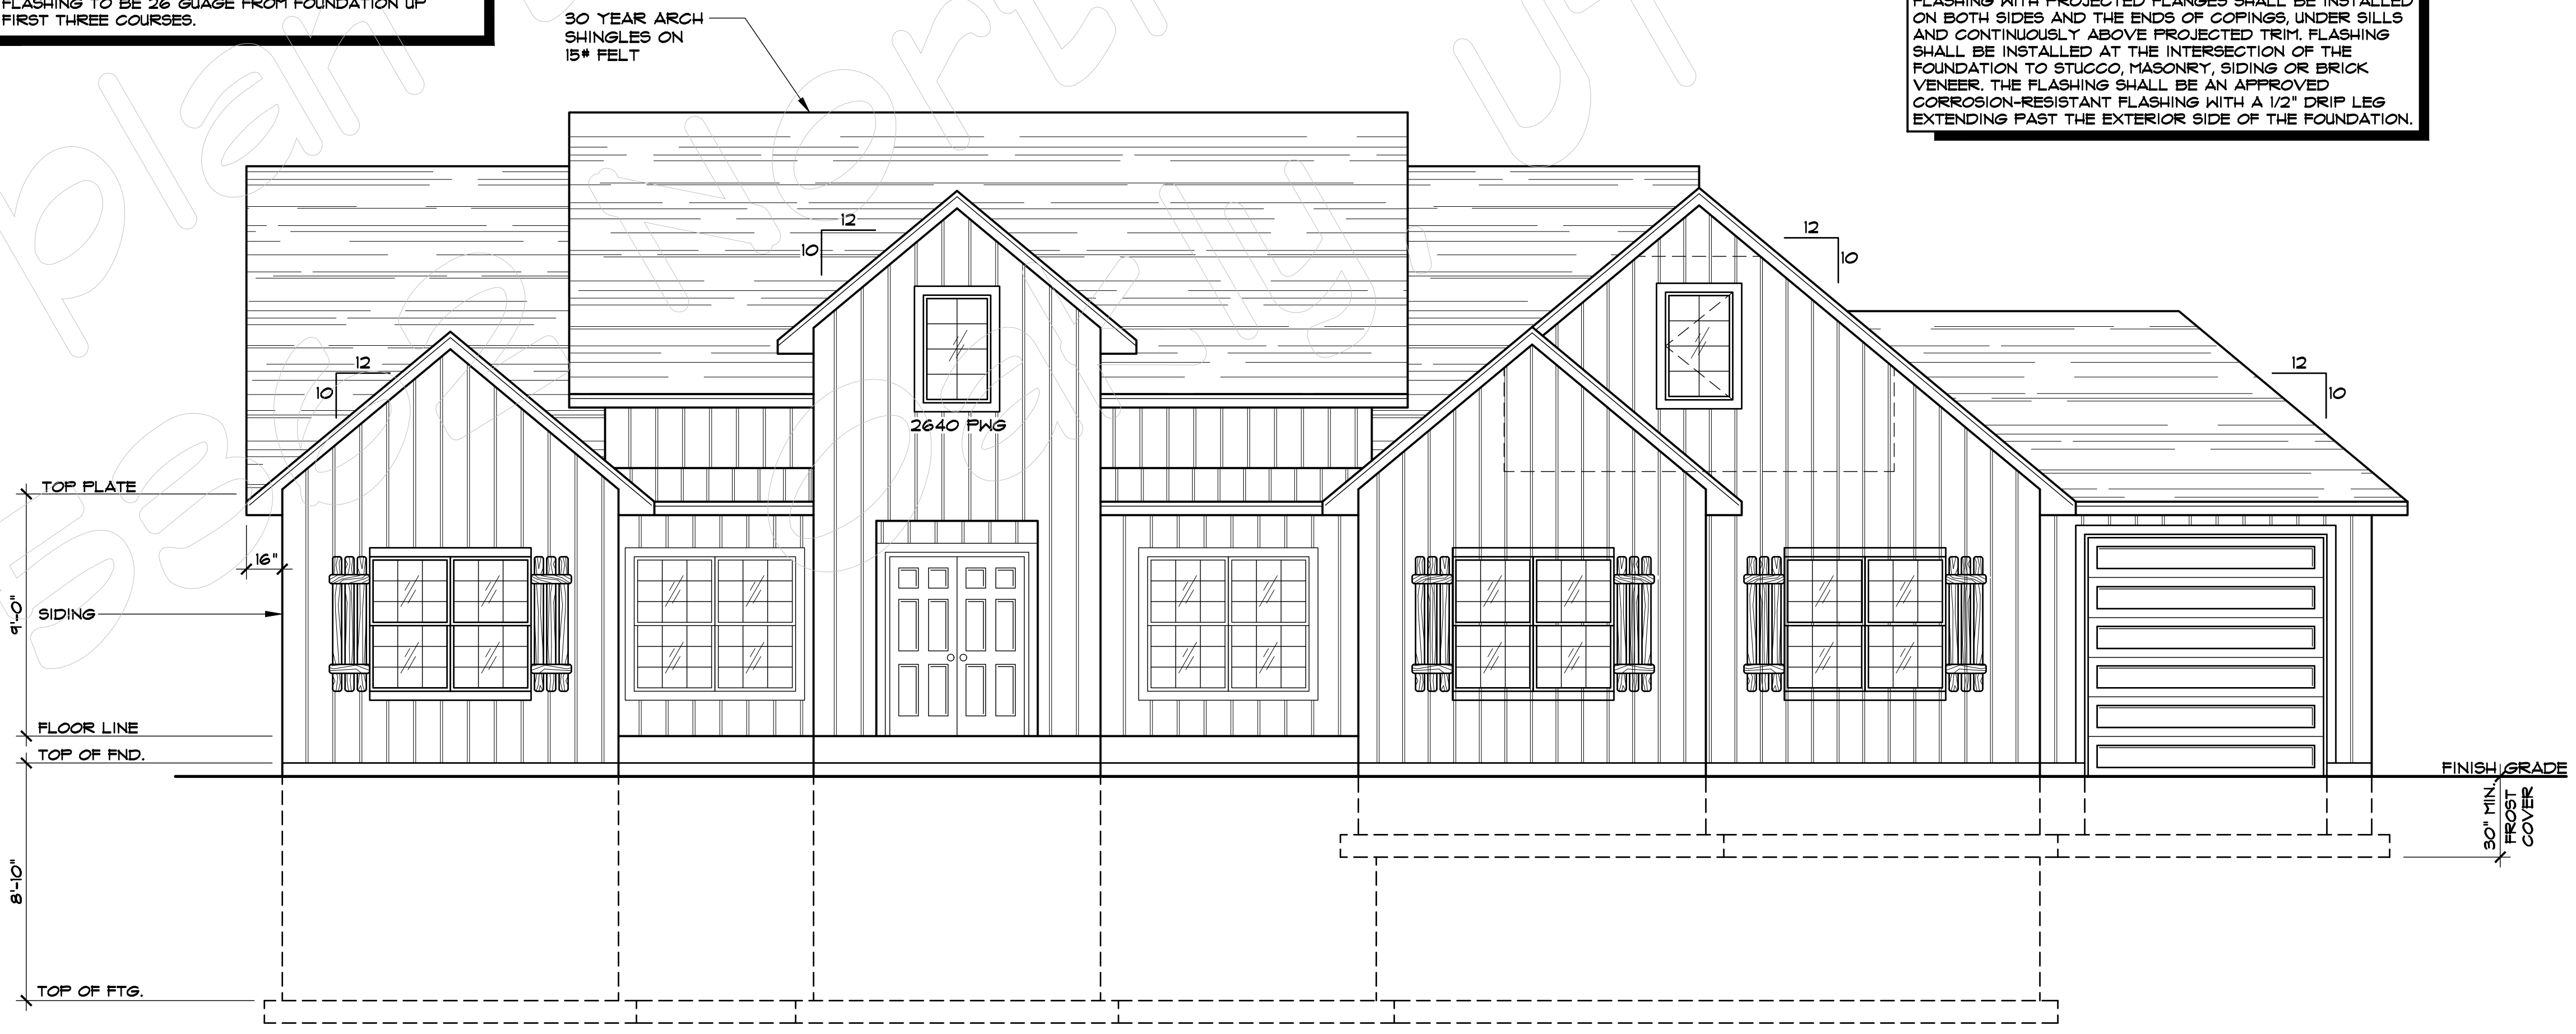 FLASHING TO BE 26 GUAGE FROM FOUNDATION UP
FIRST THREE COURSES.
30 YEAR ARCH
SHINGLES ON
15# FELT
FLASHING WITH PROJECTED FLANGES SHALL BE INSTALLED
ON BOTH SIDES AND THE ENDS OF COPINGS, UNDER SILLS
AND CONTINUOUSLY ABOVE PROJECTED TRIM. FLASHING
SHALL BE INSTALLED AT THE INTERSECTION OF THE
FOUNDATION TO STUCCO, MASONRY, SIDING OR BRICK
VENEER. THE FLASHING SHALL BE AN APPROVED
CORROSION-RESISTANT FLASHING WITH A 1/2" DRIP LEG
EXTENDING PAST THE EXTERIOR SIDE OF THE FOUNDATION.
12
10
12
10
12
10
12
10
2640 PWG
TOP PLATE
16"
9'-0"
SIDING
FLOOR LINE
TOP OF FND.
FINISH GRADE
30" MIN.
FROST
COVER
8'-10"
TOP OF FTG.